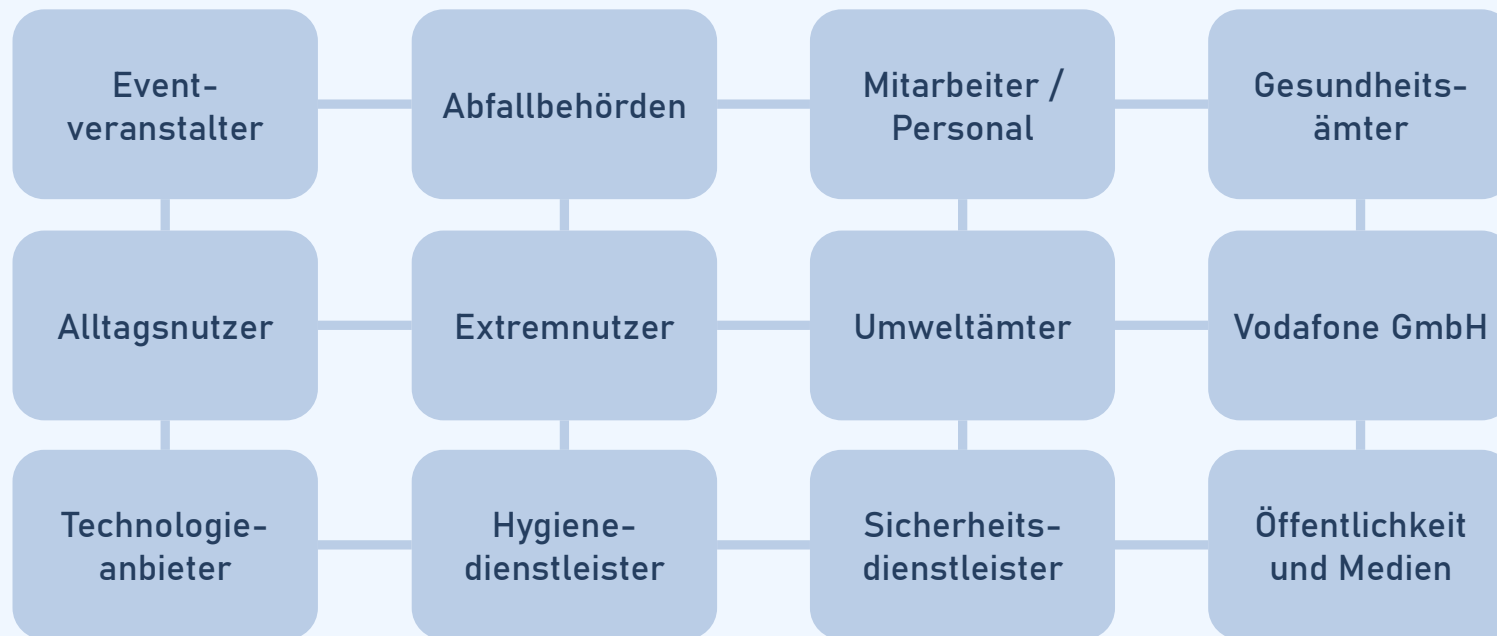 Event-
veranstalter
Abfallbehörden
Mitarbeiter /
Personal
Gesundheits-
ämter
Alltagsnutzer
Extremnutzer
Umweltämter
Vodafone GmbH
Technologie-
anbieter
Hygiene-
dienstleister
Sicherheits-
dienstleister
Öffentlichkeit
und Medien